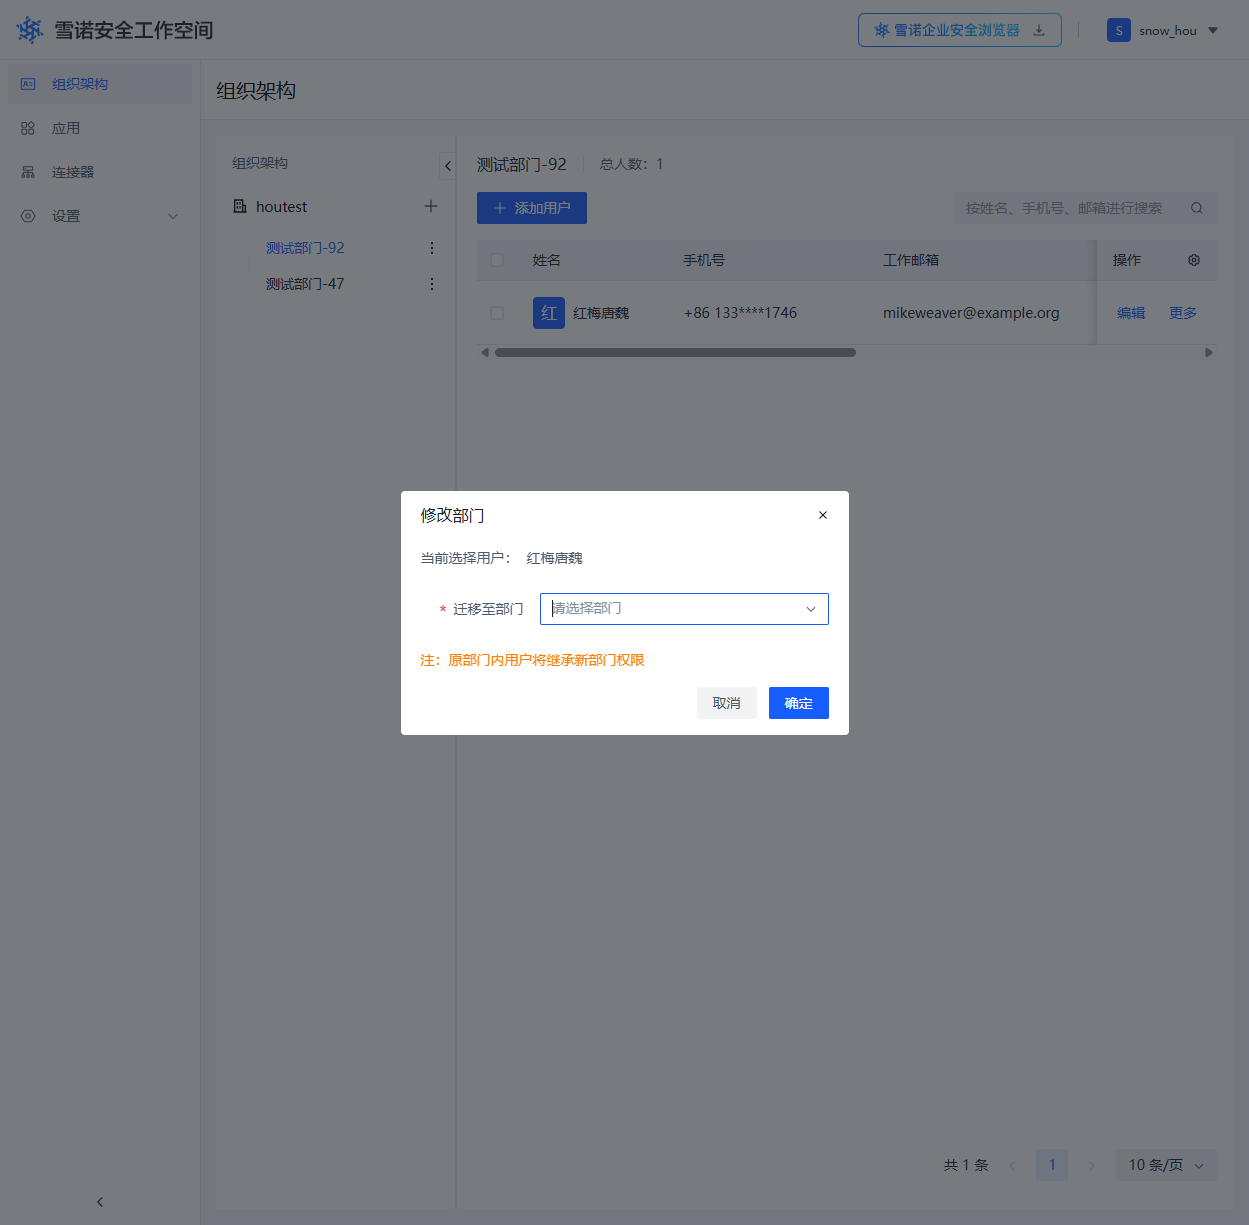 雪诺安全工作空间
雪诺企业安全浏览器
S snow_hou
组织架构
应用
连接器
设置
组织架构
组织架构
houtest
测试部门-92
测试部门-47
测试部门-92 总人数：1
添加用户
按姓名、手机号、邮箱进行搜索
姓名 手机号 工作邮箱 操作
红 红梅唐魏 +86 133****1746 mikeweaver@example.org 编辑 更多
修改部门
当前选择用户： 红梅唐魏
* 迁移至部门 请选择部门
注：原部门内用户将继承新部门权限
取消 确定
共 1 条 1 10 条/页